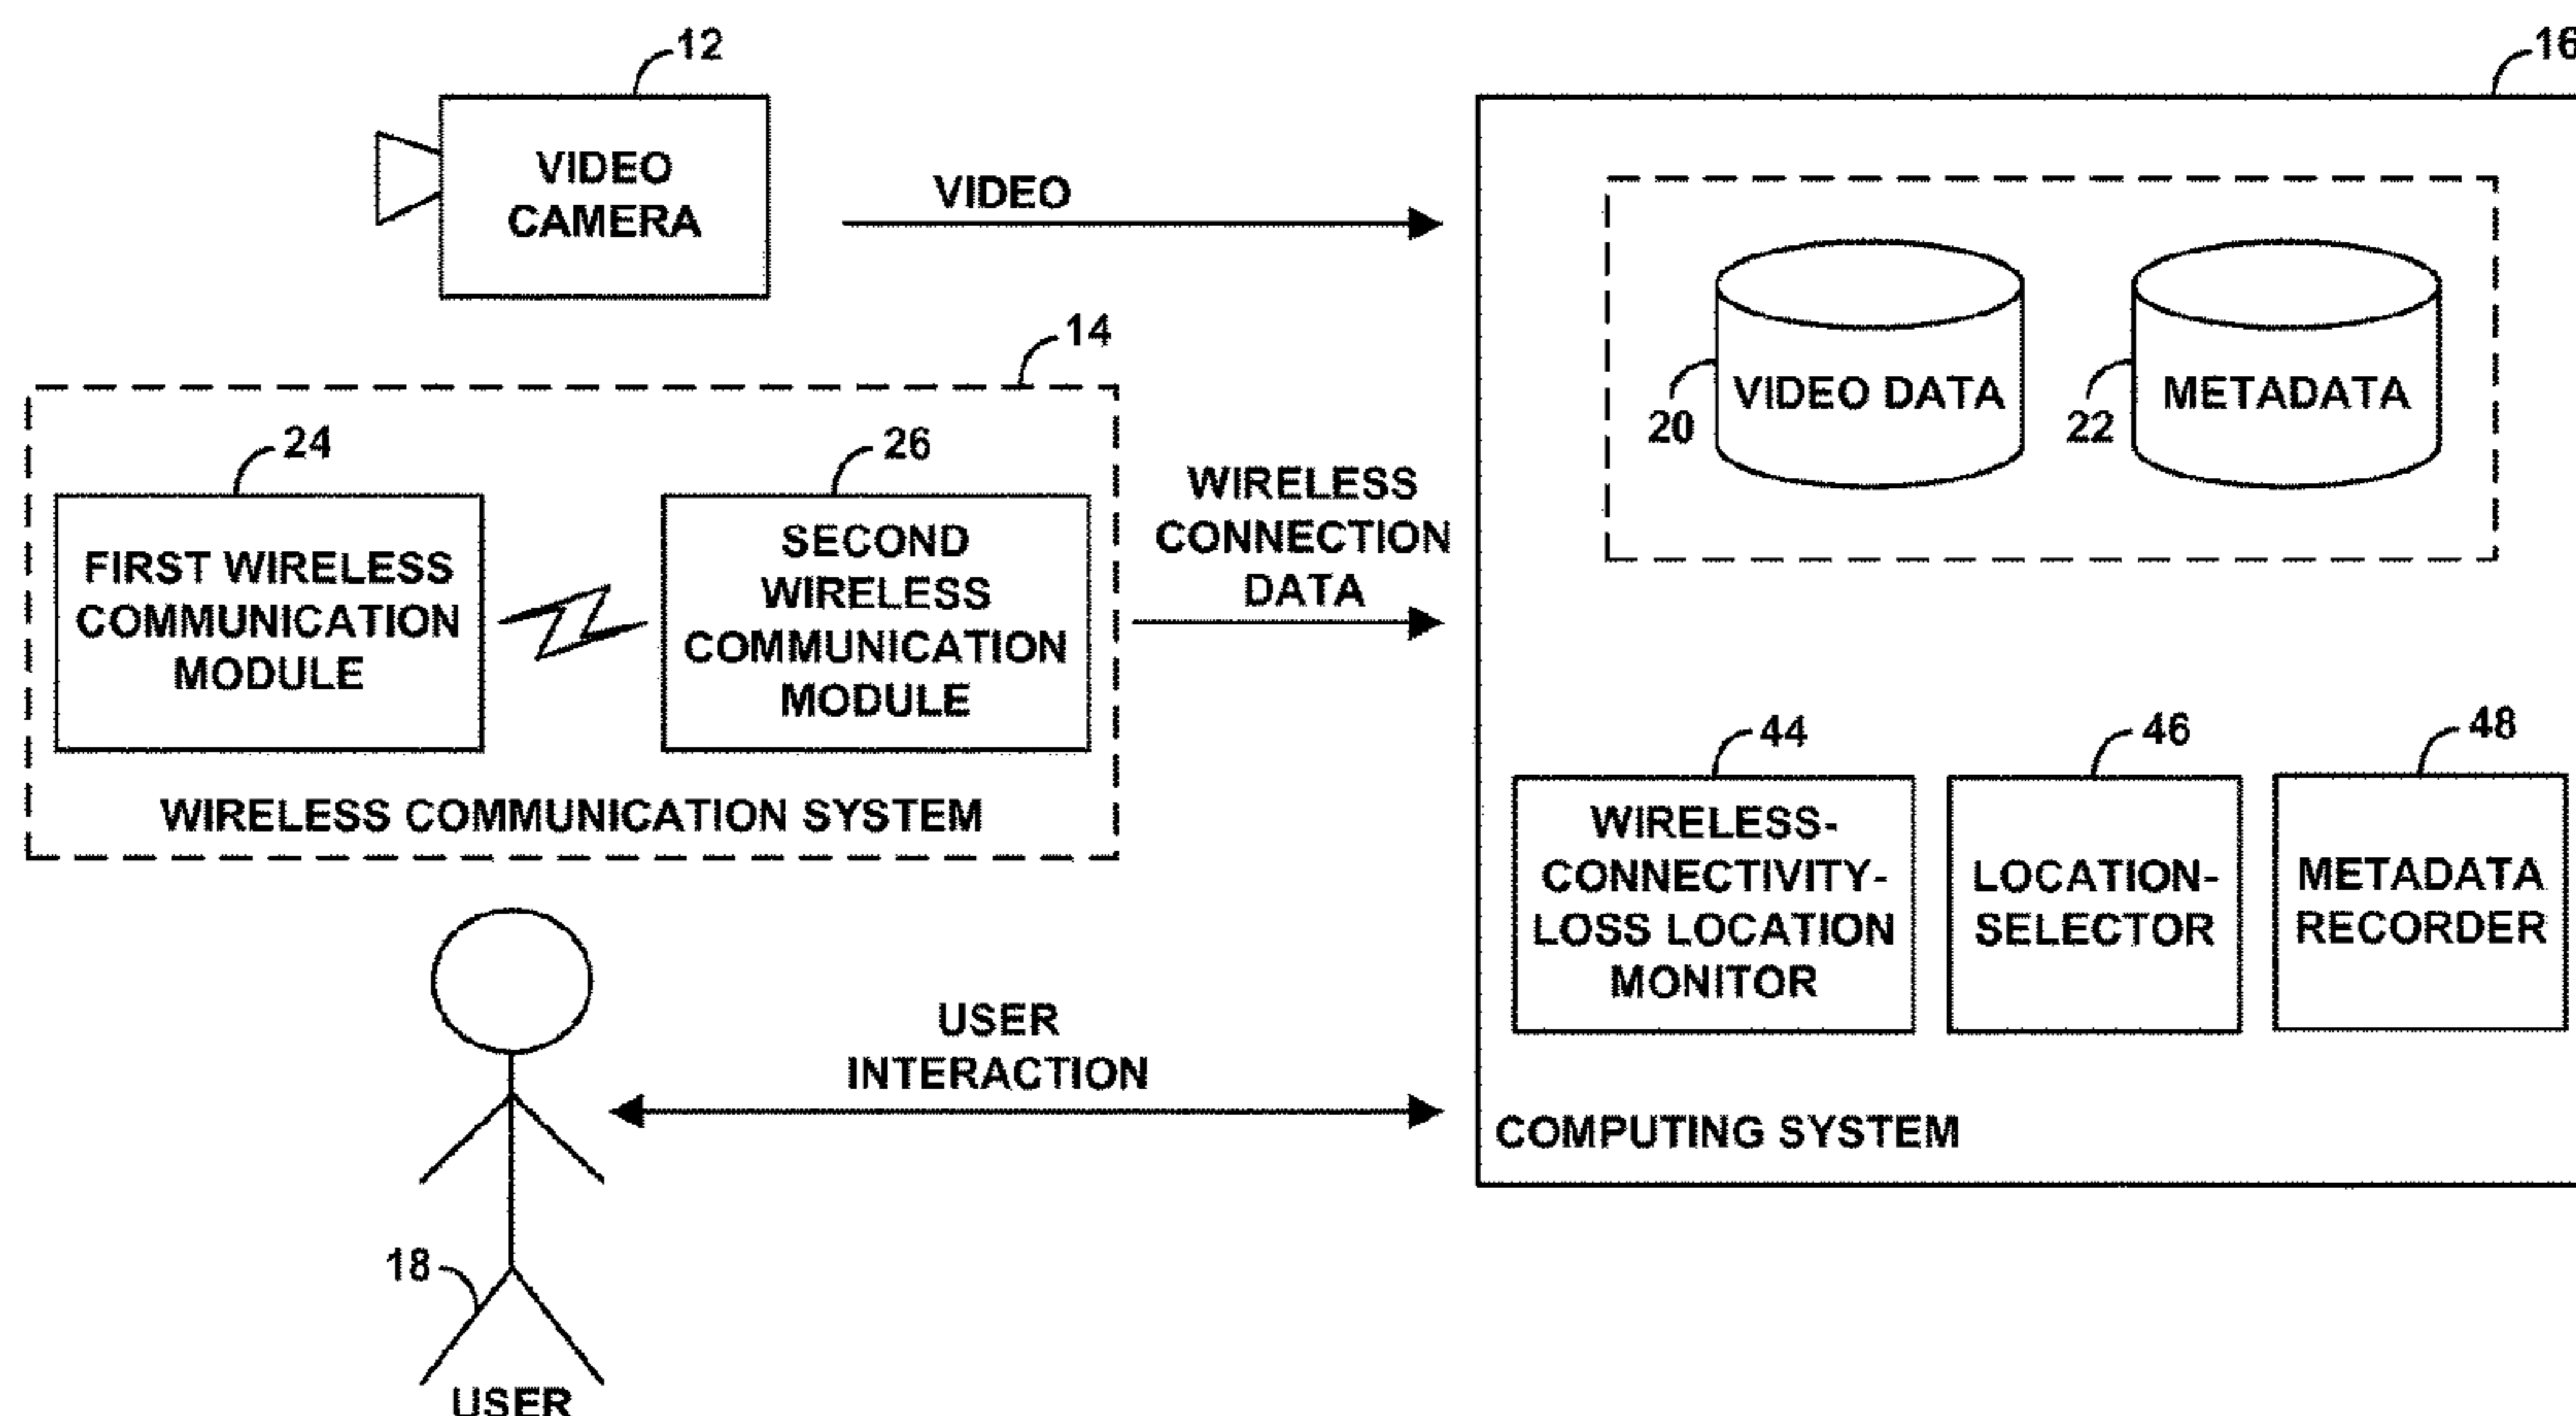 12
16
VIDEO
CAMERA
VIDEO
14
20
VIDEO DATA
22
METADATA
24
26
FIRST WIRELESS
COMMUNICATION
MODULE
SECOND
WIRELESS
COMMUNICATION
MODULE
WIRELESS
CONNECTION
DATA
WIRELESS COMMUNICATION SYSTEM
44
46
48
WIRELESS-
CONNECTIVITY-
LOSS LOCATION
MONITOR
LOCATION-
SELECTOR
METADATA
RECORDER
USER
INTERACTION
COMPUTING SYSTEM
18
USER